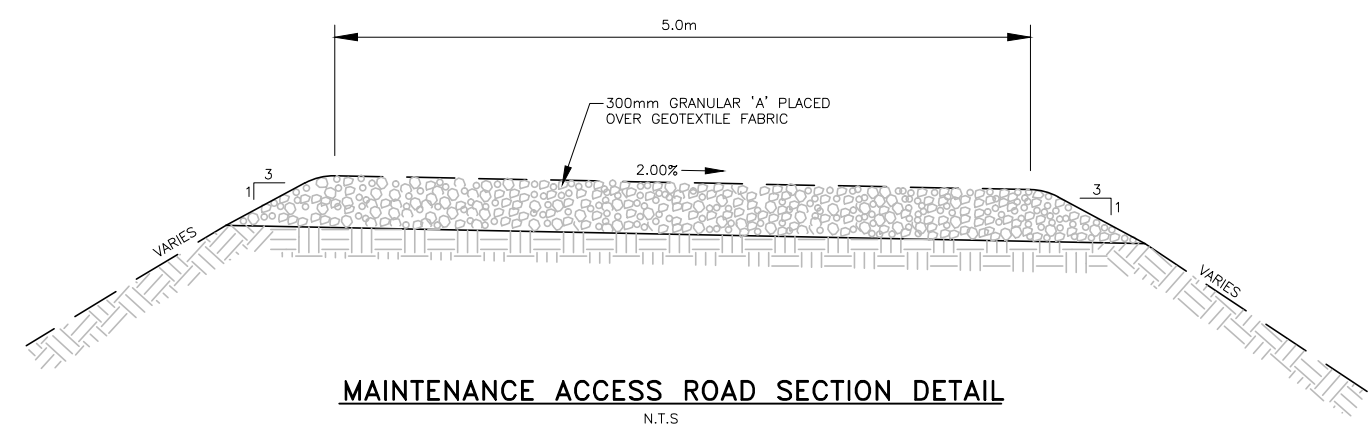 5.0m
300mm GRANULAR 'A' PLACED
OVER GEOTEXTILE FABRIC
2.00%
3
1
3
1
VARIES
VARIES
MAINTENANCE ACCESS ROAD SECTION DETAIL
N.T.S